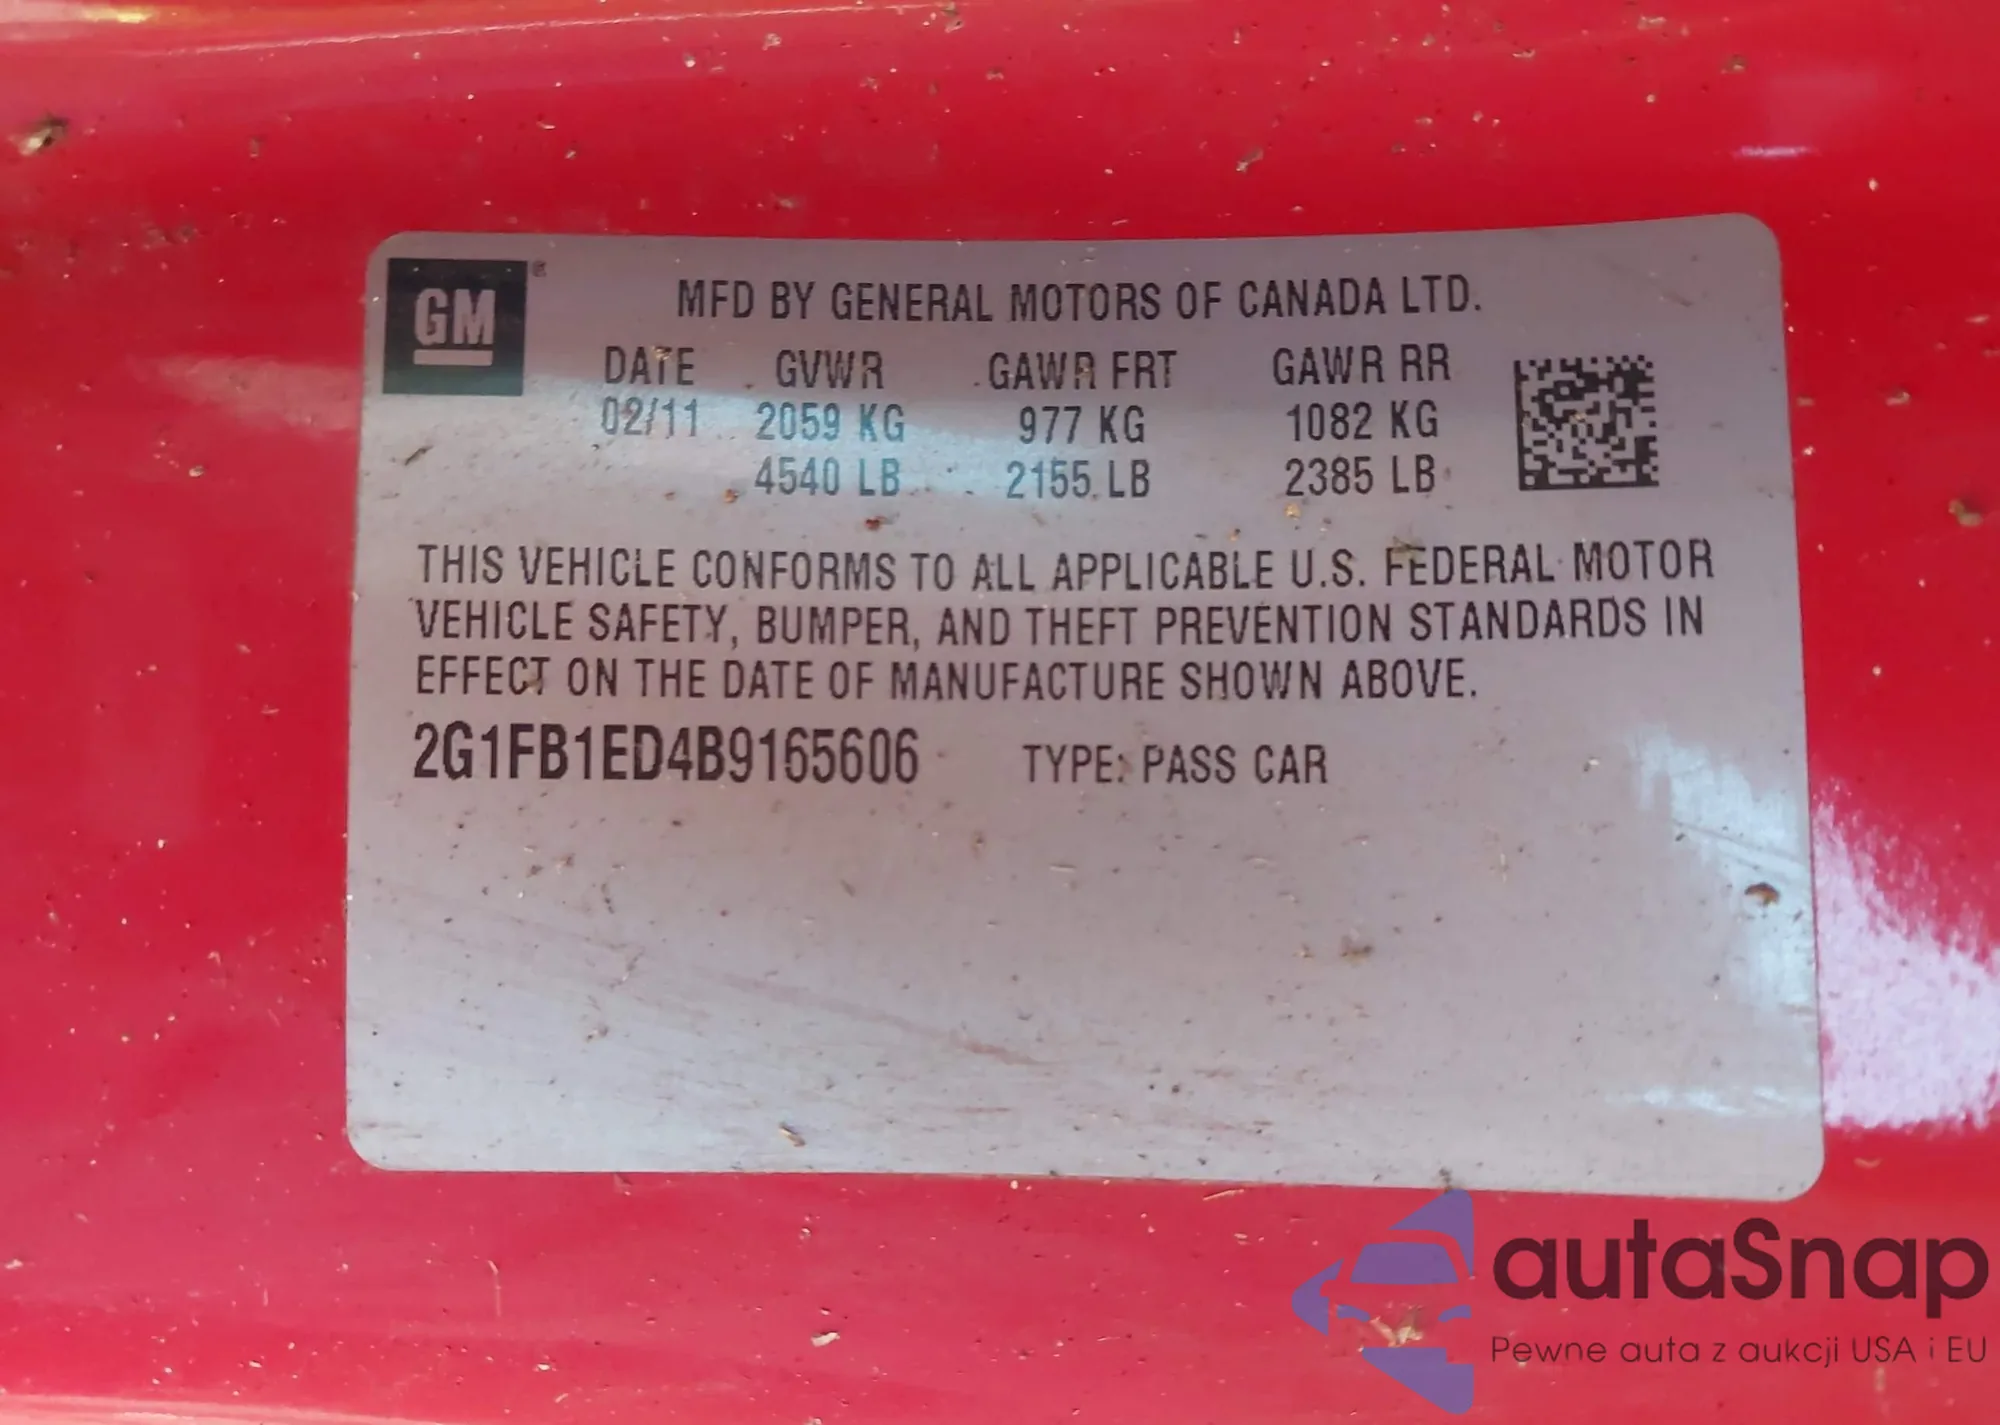 GM®
MFD BY GENERAL MOTORS OF CANADA LTD.
DATE GVWR GAWR FRT GAWR RR
02/11 2059 KG 977 KG 1082 KG
4540 LB 2155 LB 2385 LB
THIS VEHICLE CONFORMS TO ALL APPLICABLE U.S. FEDERAL MOTOR
VEHICLE SAFETY, BUMPER, AND THEFT PREVENTION STANDARDS IN
EFFECT ON THE DATE OF MANUFACTURE SHOWN ABOVE.
2G1FB1ED4B9165606 TYPE: PASS CAR
autaSnap
Pewne auta z aukcji USA i EU